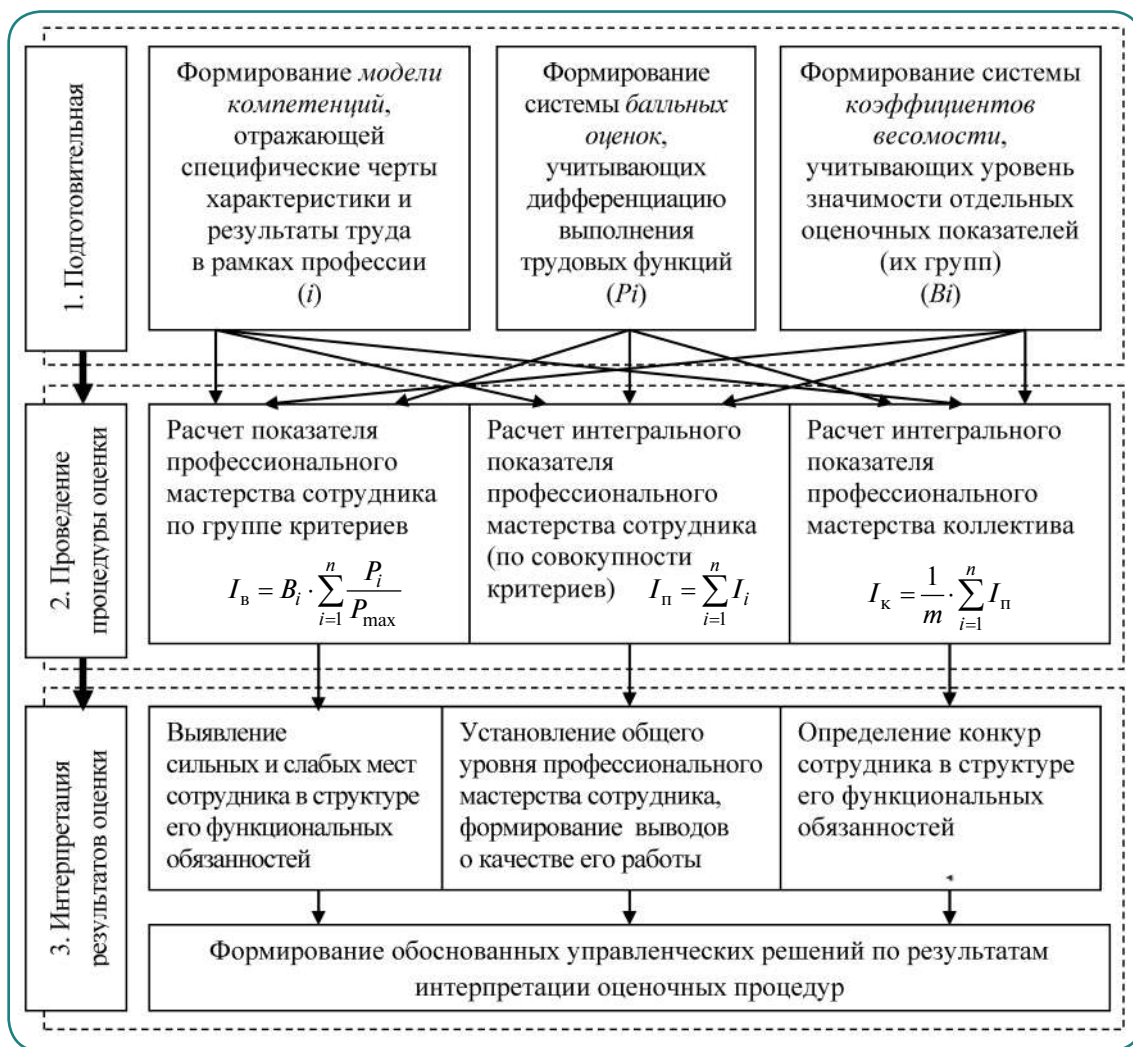 1. Подготовительная
Формирование модели
компетенций,
отражающей
специфические черты
характеристики и
результаты труда
в рамках профессии
(i)
Формирование
системы балльных
оценок,
учитывающих
дифференциацию
выполнения
трудовых функций
(Pi)
Формирование системы
коэффициентов
весомости,
учитывающих уровень
значимости отдельных
оценочных показателей
(их групп)
(Bi)
2. Проведение
процедуры оценки
Расчет показателя
профессионального
мастерства сотрудника
по группе критериев
I_в = B_i · ∑_{i=1}^{n} P_i / P_max
Расчет интегрального
показателя
профессионального
мастерства сотрудника
(по совокупности
критериев) I_п = ∑_{i=1}^{n} I_i
Расчет интегрального
показателя
профессионального
мастерства коллектива
I_к = 1/m · ∑_{i=1}^{n} I_п
3. Интерпретация
результатов оценки
Выявление
сильных и слабых мест
сотрудника в структуре
его функциональных
обязанностей
Установление общего
уровня профессионального
мастерства сотрудника,
формирование выводов
о качестве его работы
Определение конкур
сотрудника в структуре
его функциональных
обязанностей
Формирование обоснованных управленческих решений по результатам
интерпретации оценочных процедур